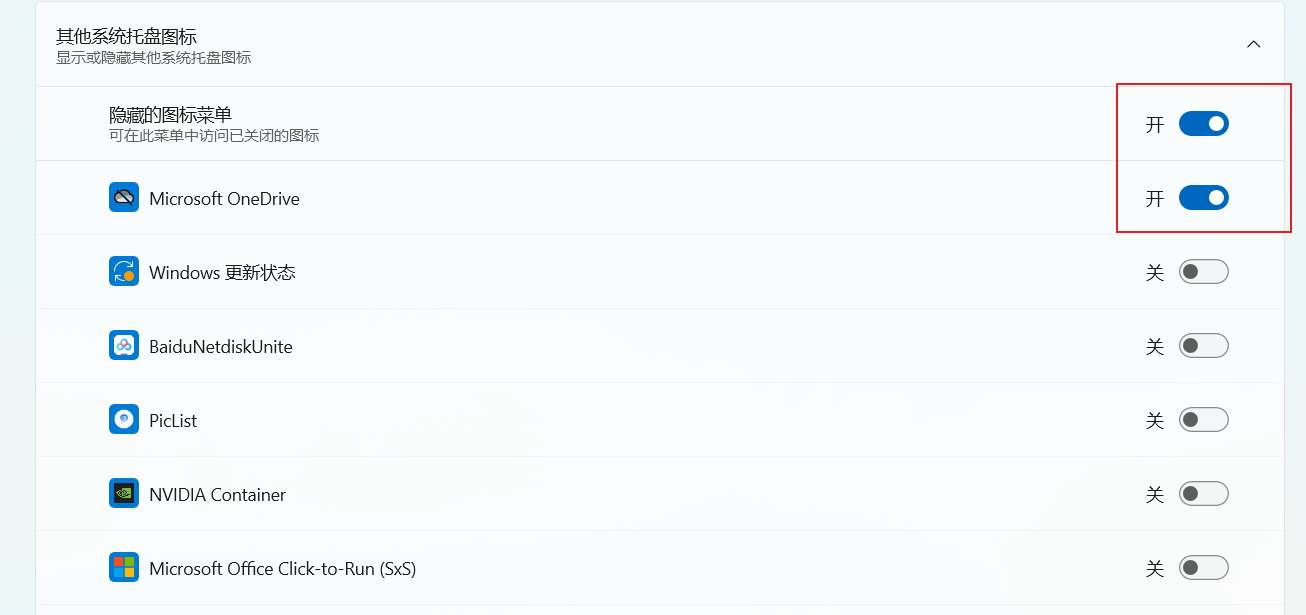 其他系统托盘图标
显示或隐藏其他系统托盘图标
隐藏的图标菜单
可在此菜单中访问已关闭的图标
开
Microsoft OneDrive
开
Windows 更新状态
关
BaiduNetdiskUnite
关
PicList
关
NVIDIA Container
关
Microsoft Office Click-to-Run (SxS)
关